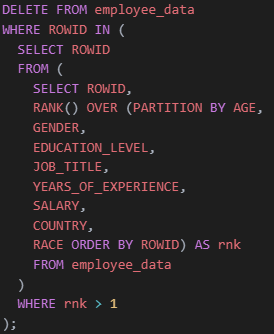 DELETE FROM employee_data
WHERE ROWID IN (
  SELECT ROWID
  FROM (
    SELECT ROWID,
    RANK() OVER (PARTITION BY AGE,
    GENDER,
    EDUCATION_LEVEL,
    JOB_TITLE,
    YEARS_OF_EXPERIENCE,
    SALARY,
    COUNTRY,
    RACE ORDER BY ROWID) AS rnk
    FROM employee_data
  )
  WHERE rnk > 1
);